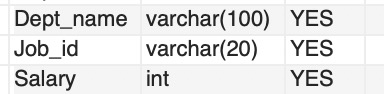 Dept_name varchar(100) YES
Job_id varchar(20) YES
Salary int YES